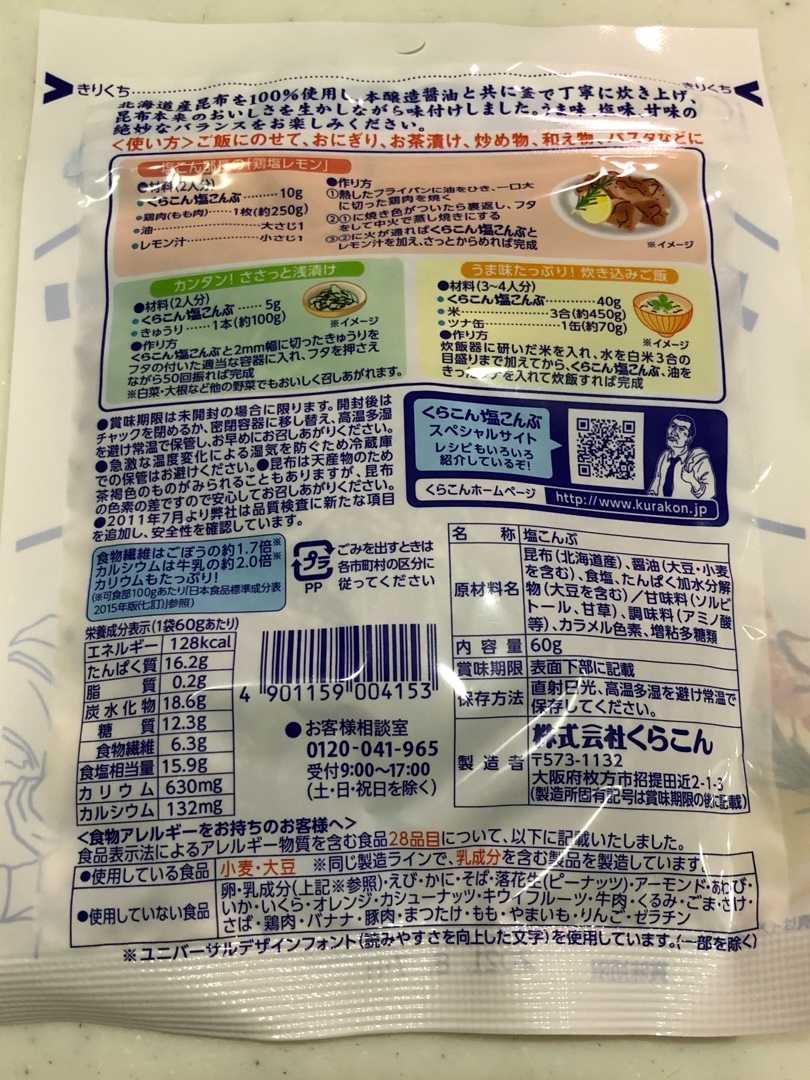 きりくち
きりくち
北海道産昆布を100%使用し、本醸造醤油と共に釜で丁寧に炊き上げ、
昆布本来のおいしさを生かしながら味付けしました。うま味、塩味、甘味の
絶妙なバランスをお楽しみください。
<使い方>ご飯にのせて、おにぎり、お茶漬け、炒め物、和え物、パスタなどに
塩こん部長の「鶏塩レモン」
●材料(2人分)
・くらこん塩こんぶ………10g
・鶏肉(もも肉)……1枚(約250g)
・油……………大さじ1
・レモン汁…………小さじ1
●作り方
①熱したフライパンに油をひき、一口大
に切った鶏肉を焼く
②①に焼き色がついたら裏返し、フタ
をして中火で蒸し焼きにする
③②に火が通ればくらこん塩こんぶと
レモン汁を加え、さっとからめれば完成
※イメージ
カンタン!ささっと浅漬け
●材料(2人分)
・くらこん塩こんぶ……5g
・きゅうり……1本(約100g)
●作り方
※イメージ
くらこん塩こんぶと2mm幅に切ったきゅうりを
フタの付いた適当な容器に入れ、フタを押さえ
ながら50回振れば完成
※白菜・大根など他の野菜でもおいしく召しあがれます。
うま味たっぷり!炊き込みご飯
●材料(3~4人分)
・くらこん塩こんぶ…………40g
・米………………3合(約450g)
・ツナ缶……………1缶(約70g)
●作り方
※イメージ
炊飯器に研いだ米を入れ、水を白米3合の
目盛りまで加えてから、くらこん塩こんぶ、油を
きったツナを入れて炊飯すれば完成
●賞味期限は未開封の場合に限ります。開封後は
チャックを閉めるか、密閉容器に移し替え、高温多湿
を避け常温で保管し、お早めにお召しあがりください。
●急激な温度変化による湿気を防ぐため冷蔵庫
での保管はお避けください。●昆布は天産物のため
茶褐色のものがみられることもありますが、昆布
の色素の差ですので安心してお召しあがりください。
●2011年7月より弊社は品質検査に新たな項目
を追加し、安全性を確認しています。
くらこん塩こんぶ
スペシャルサイト
レシピもいろいろ
紹介しているぞ!
くらこんホームページ
http://www.kurakon.jp
食物繊維はごぼうの約1.7倍※
カルシウムは牛乳の約2.0倍※
カリウムもたっぷり!
(※可食部100gあたり「日本食品標準成分表
2015年版(七訂)」参照)
プラ
PP
ごみを出すときは
各市町村の区分に
従ってください
栄養成分表示(1袋60gあたり)
エネルギー 128kcal
たんぱく質 16.2g
脂質 0.2g
炭水化物 18.6g
糖質 12.3g
食物繊維 6.3g
食塩相当量 15.9g
カリウム 630mg
カルシウム 132mg
4 901159 004153
●お客様相談室
0120-041-965
受付9:00~17:00
(土・日・祝日を除く)
名称 塩こんぶ
原材料名 昆布(北海道産)、醤油(大豆・小麦
を含む)、食塩、たんぱく加水分解
物(大豆を含む)/甘味料(ソルビ
トール、甘草)、調味料(アミノ酸
等)、カラメル色素、増粘多糖類
内容量 60g
賞味期限 表面下部に記載
保存方法 直射日光、高温多湿を避け常温で
保存してください。
製造者 株式会社くらこん
〒573-1132
大阪府枚方市招提田近2-1-3
(製造所固有記号は賞味期限の後に記載)
<食物アレルギーをお持ちのお客様へ>
食品表示法によるアレルギー物質を含む食品28品目について、以下に記載いたしました。
●使用している食品 小麦・大豆 ※同じ製造ラインで、乳成分を含む製品を製造しています。
●使用していない食品 卵・乳成分(上記※参照)・えび・かに・そば・落花生(ピーナッツ)・アーモンド・あわび・
いか・いくら・オレンジ・カシューナッツ・キウイフルーツ・牛肉・くるみ・ごま・さけ・
さば・鶏肉・バナナ・豚肉・まつたけ・もも・やまいも・りんご・ゼラチン
※ユニバーサルデザインフォント(読みやすさを向上した文字)を使用しています。(一部を除く)